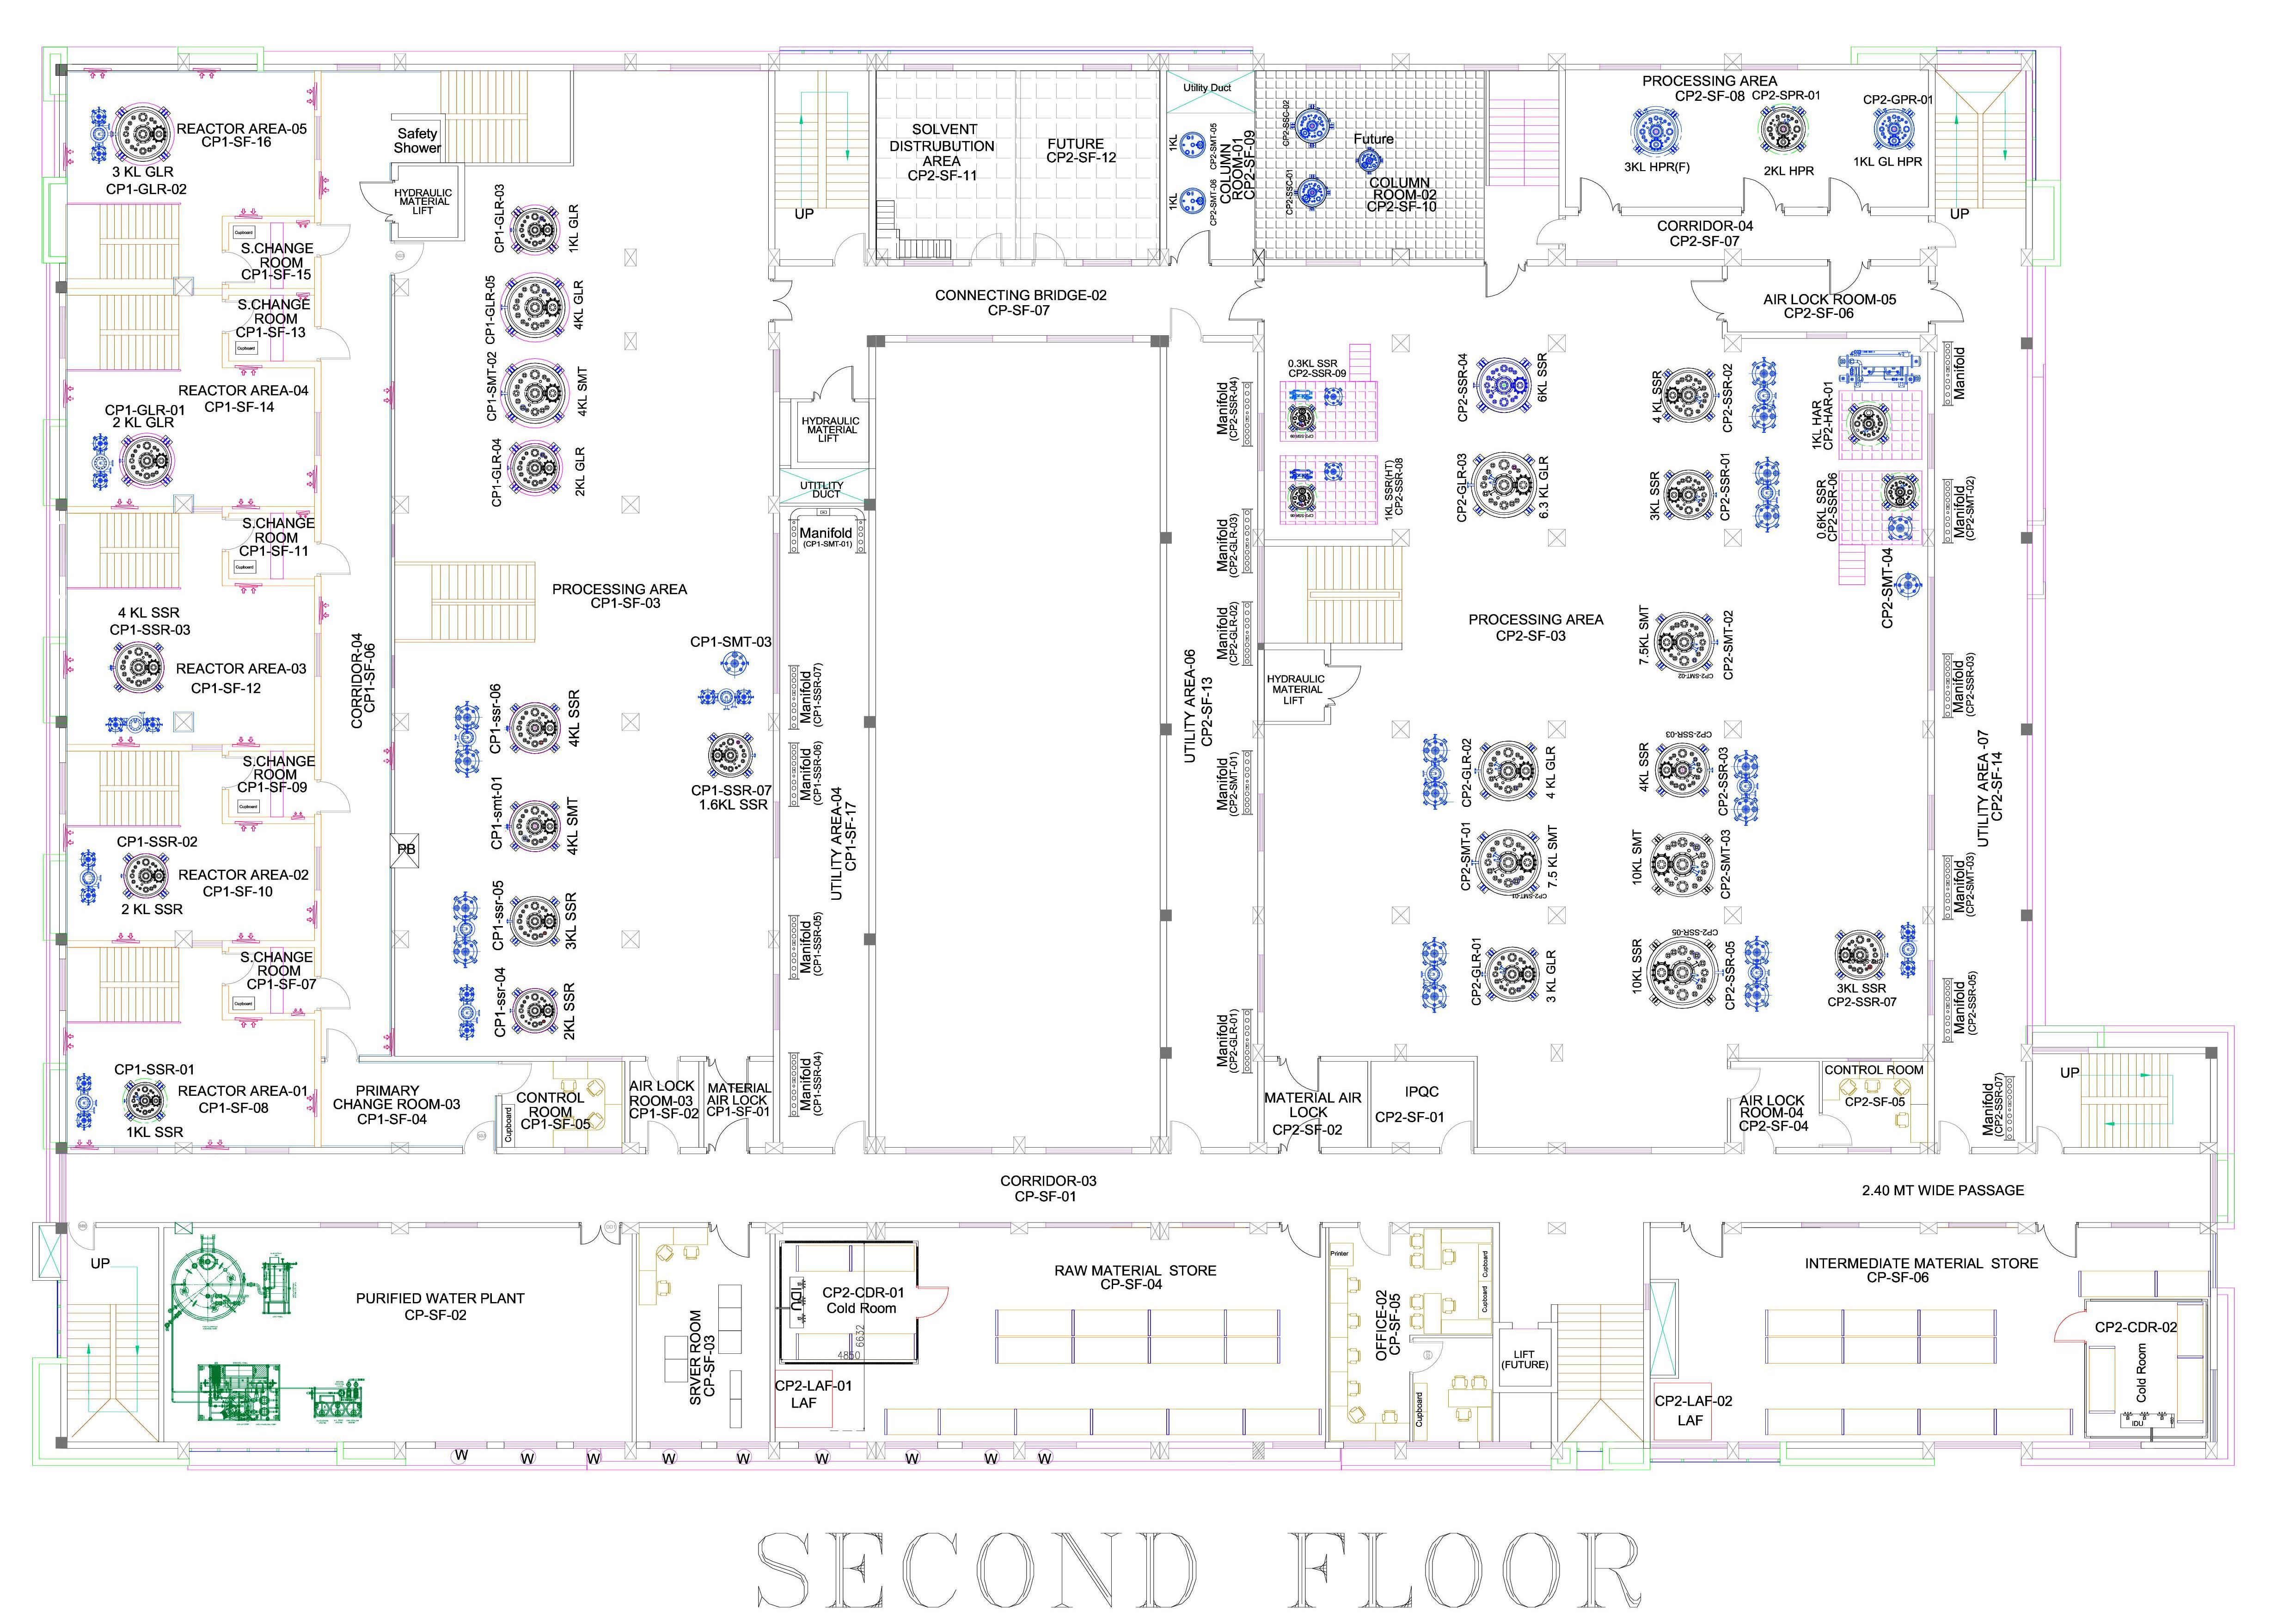 REACTOR AREA-05
CP1-SF-16
3 KL GLR
CP1-GLR-02
Safety
Shower
HYDRAULIC
MATERIAL
LIFT
Cupboard
S.CHANGE
ROOM
CP1-SF-15
S.CHANGE
ROOM
CP1-SF-13
Cupboard
REACTOR AREA-04
CP1-SF-14
CP1-GLR-01
2 KL GLR
S.CHANGE
ROOM
CP1-SF-11
Cupboard
4 KL SSR
CP1-SSR-03
REACTOR AREA-03
CP1-SF-12
CORRIDOR-04
CP1-SF-06
S.CHANGE
ROOM
CP1-SF-09
Cupboard
CP1-SSR-02
REACTOR AREA-02
CP1-SF-10
2 KL SSR
PB
S.CHANGE
ROOM
CP1-SF-07
Cupboard
CP1-SSR-01
REACTOR AREA-01
CP1-SF-08
1KL SSR
PRIMARY
CHANGE ROOM-03
CP1-SF-04
Cupboard
CONTROL
ROOM
CP1-SF-05
AIR LOCK
ROOM-03
CP1-SF-02
MATERIAL
AIR LOCK
CP1-SF-01
CP1-GLR-03
1KL GLR
CP1-GLR-05
4KL GLR
CP1-SMT-02
4KL SMT
CP1-GLR-04
2KL GLR
PROCESSING AREA
CP1-SF-03
CP1-SMT-03
CP1-ssr-06
4KL SSR
CP1-SSR-07
1.6KL SSR
CP1-smt-01
4KL SMT
CP1-ssr-05
3KL SSR
CP1-ssr-04
2KL SSR
UP
SOLVENT
DISTRUBUTION
AREA
CP2-SF-11
FUTURE
CP2-SF-12
Utility Duct
1KL
CP2-SMT-05
1KL
CP2-SMT-06
COLUMN
ROOM-01
CP2-SF-09
CP2-SSC-02
CP2-SSC-01
Future
COLUMN
ROOM-02
CP2-SF-10
CONNECTING BRIDGE-02
CP-SF-07
HYDRAULIC
MATERIAL
LIFT
UTITLITY
DUCT
Manifold
(CP1-SMT-01)
Manifold
(CP1-SSR-07)
Manifold
(CP1-SSR-06)
UTILITY AREA-04
CP1-SF-17
Manifold
(CP1-SSR-05)
Manifold
(CP1-SSR-04)
UTILITY AREA-06
CP2-SF-13
Manifold
(CP2-SSR-04)
Manifold
(CP2-GLR-03)
Manifold
(CP2-GLR-02)
Manifold
(CP2-SMT-01)
Manifold
(CP2-GLR-01)
PROCESSING AREA
CP2-SF-08
CP2-SPR-01
CP2-GPR-01
3KL HPR(F)
2KL HPR
1KL GL HPR
UP
CORRIDOR-04
CP2-SF-07
AIR LOCK ROOM-05
CP2-SF-06
0.3KL SSR
CP2-SSR-09
1KL SSR(HT)
CP2-SSR-08
CP2-SSR-04
6KL SSR
CP2-GLR-03
6.3 KL GLR
4 KL SSR
CP2-SSR-02
3KL SSR
CP2-SSR-01
1KL HAR
CP2-HAR-01
0.6KL SSR
CP2-SSR-06
CP2-SMT-04
PROCESSING AREA
CP2-SF-03
HYDRAULIC
MATERIAL
LIFT
7.5KL SMT
CP2-SMT-02
CP2-SMT-02
CP2-GLR-02
4 KL GLR
CP2-SSR-03
4KL SSR
CP2-SSR-03
CP2-SMT-01
7.5 KL SMT
CP2-SMT-01
10KL SMT
CP2-SMT-03
CP2-GLR-01
3 KL GLR
CP2-SSR-05
10KL SSR
CP2-SSR-05
3KL SSR
CP2-SSR-07
Manifold
Manifold
(CP2-SMT-02)
Manifold
(CP2-SSR-03)
UTILITY AREA -07
CP2-SF-14
Manifold
(CP2-SMT-03)
Manifold
(CP2-SSR-05)
Manifold
(CP2-SSR-07)
MATERIAL AIR
LOCK
CP2-SF-02
IPQC
CP2-SF-01
AIR LOCK
ROOM-04
CP2-SF-04
CONTROL ROOM
CP2-SF-05
UP
CORRIDOR-03
CP-SF-01
2.40 MT WIDE PASSAGE
UP
PURIFIED WATER PLANT
CP-SF-02
SRVER ROOM
CP-SF-03
IDU
CP2-CDR-01
Cold Room
6632
4850
CP2-LAF-01
LAF
RAW MATERIAL STORE
CP-SF-04
Printer
OFFICE-02
CP-SF-05
Cupboard
Cupboard
Cupboard
LIFT
(FUTURE)
CP2-LAF-02
LAF
INTERMEDIATE MATERIAL STORE
CP-SF-06
CP2-CDR-02
Cold Room
IDU
W
W
W
W
W
W
W
W
W
SECOND FLOOR